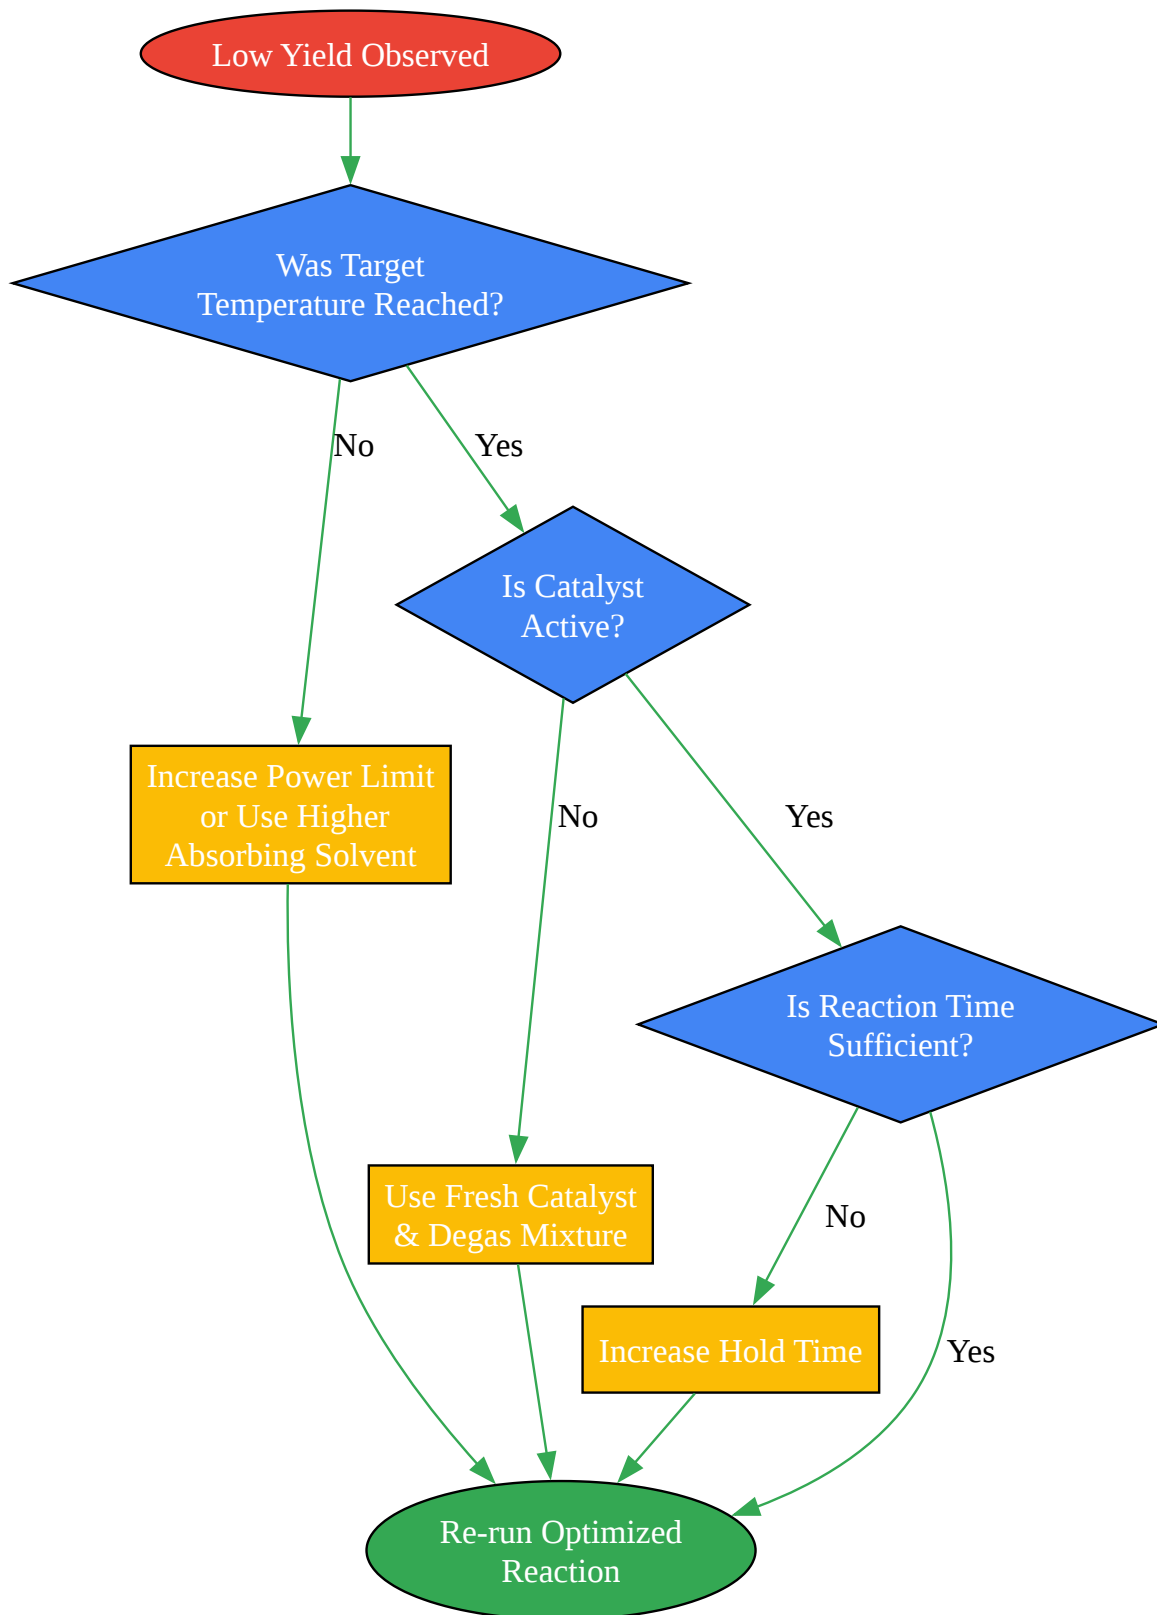 Low Yield Observed
Was Target
Temperature Reached?
No
Yes
Is Catalyst
Active?
Increase Power Limit
or Use Higher
Absorbing Solvent
No
Yes
Is Reaction Time
Sufficient?
Use Fresh Catalyst
& Degas Mixture
No
Increase Hold Time
Yes
Re-run Optimized
Reaction